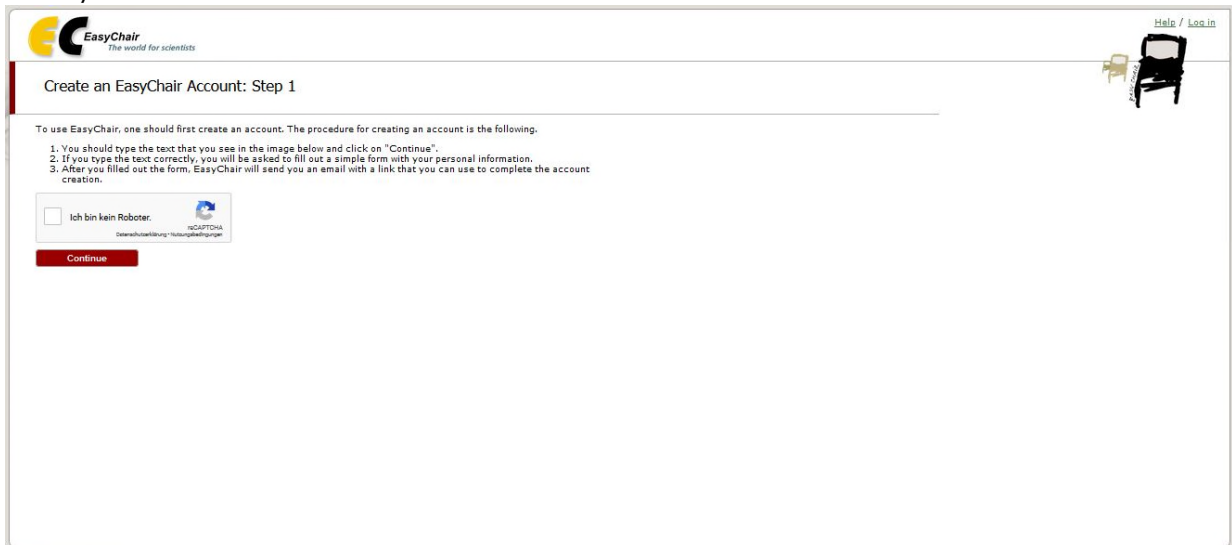 EC EasyChair
The world for scientists
Help / Log in
easy chair
Create an EasyChair Account: Step 1
To use EasyChair, one should first create an account. The procedure for creating an account is the following.
1. You should type the text that you see in the image below and click on "Continue".
2. If you type the text correctly, you will be asked to fill out a simple form with your personal information.
3. After you filled out the form, EasyChair will send you an email with a link that you can use to complete the account
creation.
Ich bin kein Roboter.
reCAPTCHA
Datenschutzerklärung • Nutzungsbedingungen
Continue